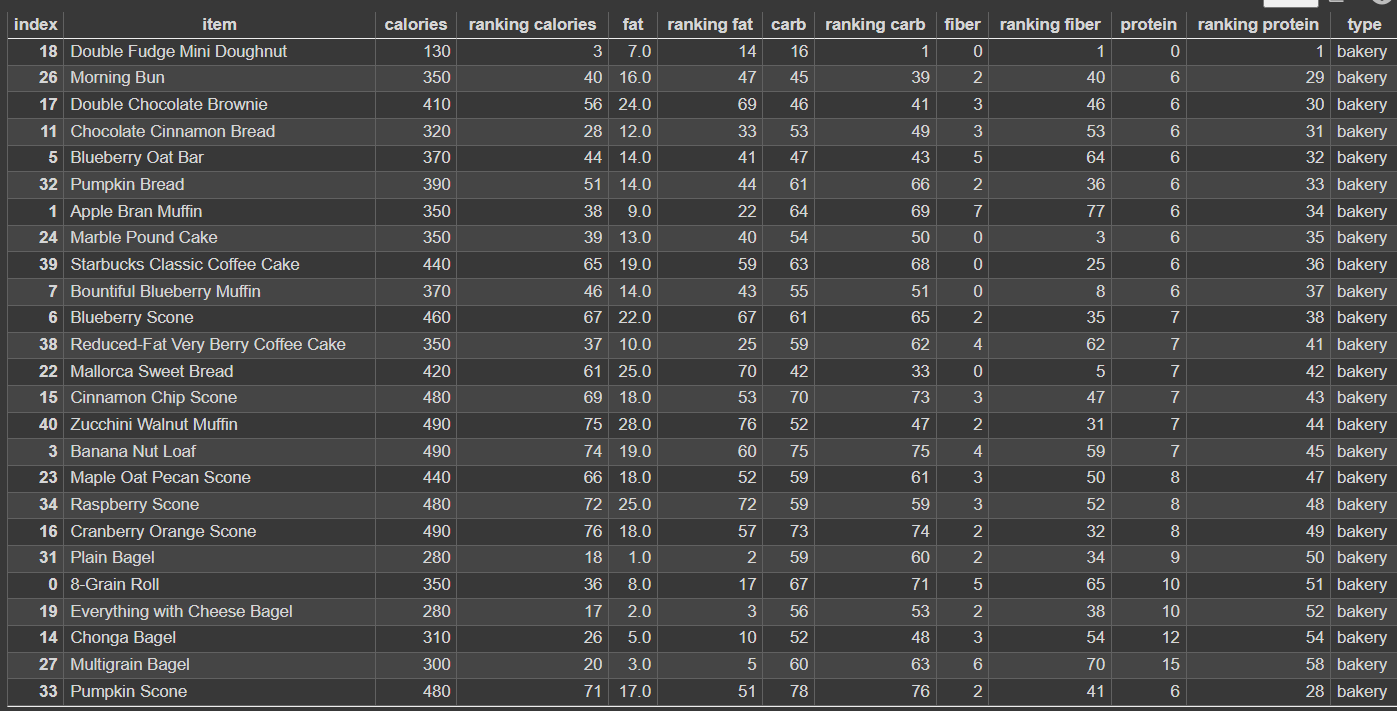 index item calories ranking calories fat ranking fat carb ranking carb fiber ranking fiber protein ranking protein type
18 Double Fudge Mini Doughnut 130 3 7.0 14 16 1 0 1 0 1 bakery
26 Morning Bun 350 40 16.0 47 45 39 2 40 6 29 bakery
17 Double Chocolate Brownie 410 56 24.0 69 46 41 3 46 6 30 bakery
11 Chocolate Cinnamon Bread 320 28 12.0 33 53 49 3 53 6 31 bakery
5 Blueberry Oat Bar 370 44 14.0 41 47 43 5 64 6 32 bakery
32 Pumpkin Bread 390 51 14.0 44 61 66 2 36 6 33 bakery
1 Apple Bran Muffin 350 38 9.0 22 64 69 7 77 6 34 bakery
24 Marble Pound Cake 350 39 13.0 40 54 50 0 3 6 35 bakery
39 Starbucks Classic Coffee Cake 440 65 19.0 59 63 68 0 25 6 36 bakery
7 Bountiful Blueberry Muffin 370 46 14.0 43 55 51 0 8 6 37 bakery
6 Blueberry Scone 460 67 22.0 67 61 65 2 35 7 38 bakery
38 Reduced-Fat Very Berry Coffee Cake 350 37 10.0 25 59 62 4 62 7 41 bakery
22 Mallorca Sweet Bread 420 61 25.0 70 42 33 0 5 7 42 bakery
15 Cinnamon Chip Scone 480 69 18.0 53 70 73 3 47 7 43 bakery
40 Zucchini Walnut Muffin 490 75 28.0 76 52 47 2 31 7 44 bakery
3 Banana Nut Loaf 490 74 19.0 60 75 75 4 59 7 45 bakery
23 Maple Oat Pecan Scone 440 66 18.0 52 59 61 3 50 8 47 bakery
34 Raspberry Scone 480 72 25.0 72 59 59 3 52 8 48 bakery
16 Cranberry Orange Scone 490 76 18.0 57 73 74 2 32 8 49 bakery
31 Plain Bagel 280 18 1.0 2 59 60 2 34 9 50 bakery
0 8-Grain Roll 350 36 8.0 17 67 71 5 65 10 51 bakery
19 Everything with Cheese Bagel 280 17 2.0 3 56 53 2 38 10 52 bakery
14 Chonga Bagel 310 26 5.0 10 52 48 3 54 12 54 bakery
27 Multigrain Bagel 300 20 3.0 5 60 63 6 70 15 58 bakery
33 Pumpkin Scone 480 71 17.0 51 78 76 2 41 6 28 bakery